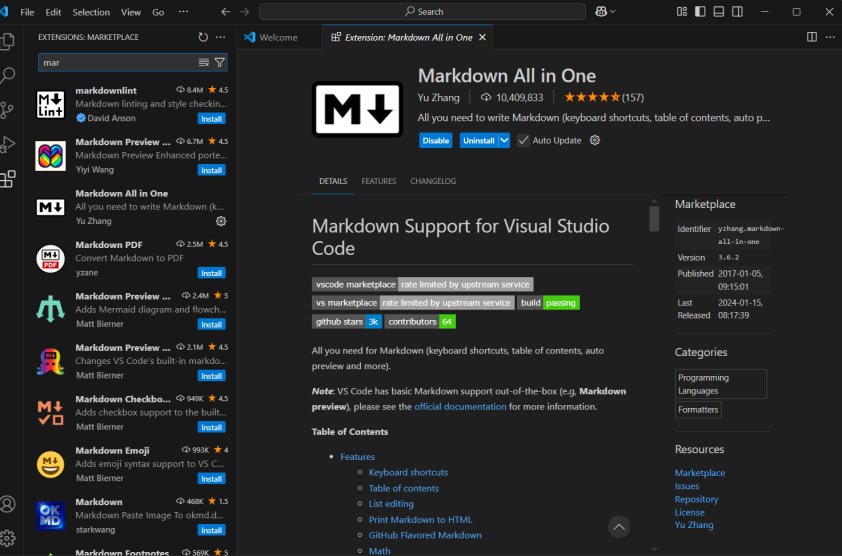 File Edit Selection View Go ··· Search
EXTENSIONS: MARKETPLACE
Welcome
Extension: Markdown All in One
mar
markdownlint 8.4M 4.5
Markdown linting and style checkin...
David Anson Install
Markdown Preview ... 6.7M 4.5
Markdown Preview Enhanced porte...
Yiyi Wang Install
Markdown All in One
All you need to write Markdown (k...
Yu Zhang
Markdown PDF 2.5M 4.5
Convert Markdown to PDF
yzane Install
Markdown Preview ... 2.4M 5
Adds Mermaid diagram and flowch...
Matt Bierner Install
Markdown Preview ... 2.1M 4.5
Changes VS Code's built-in markdo...
Matt Bierner Install
Markdown Checkbo... 949K 4.5
Adds checkbox support to the built...
Matt Bierner Install
Markdown Emoji 993K 4
Adds emoji syntax support to VS C...
Matt Bierner Install
Markdown 468K 1.5
Markdown Paste Image To okmd.d...
starkwang Install
Markdown Footnotes 569K 5
M Lint
PDF
OK
MD
M
Markdown All in One
Yu Zhang 10,409,833 (157)
All you need to write Markdown (keyboard shortcuts, table of contents, auto p...
Disable Uninstall Auto Update
DETAILS FEATURES CHANGELOG
Markdown Support for Visual Studio
Code
vscode marketplace rate limited by upstream service
vs marketplace rate limited by upstream service build passing
github stars 3k contributors 64
All you need for Markdown (keyboard shortcuts, table of contents, auto
preview and more).
Note: VS Code has basic Markdown support out-of-the-box (e.g, Markdown
preview), please see the official documentation for more information.
Table of Contents
Features
Keyboard shortcuts
Table of contents
List editing
Print Markdown to HTML
GitHub Flavored Markdown
Math
Marketplace
Identifier yzhang.markdown-
all-in-one
Version 3.6.2
Published 2017-01-05,
09:15:01
Last 2024-01-15,
Released 08:17:39
Categories
Programming
Languages
Formatters
Resources
Marketplace
Issues
Repository
License
Yu Zhang